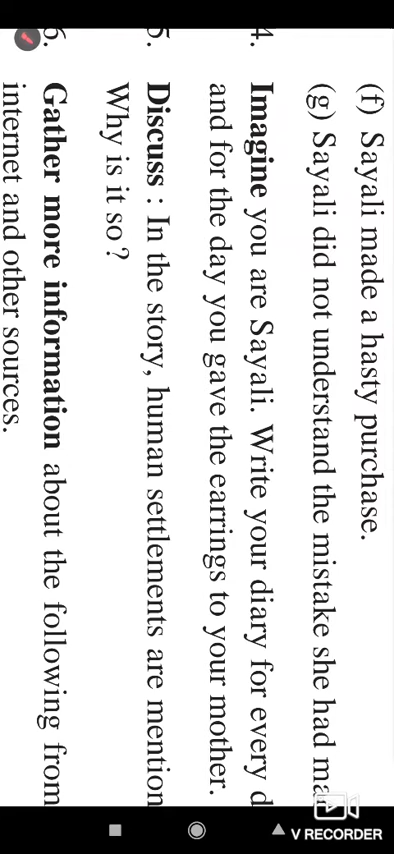 (f) Sayali made a hasty purchase.
(g) Sayali did not understand the mistake she had
4. Imagine you are Sayali. Write your diary for every
and for the day you gave the earrings to your mother.
5. Discuss : In the story, human settlements are mention
Why is it so ?
6. Gather more information about the following from
internet and other sources.
V RECORDER